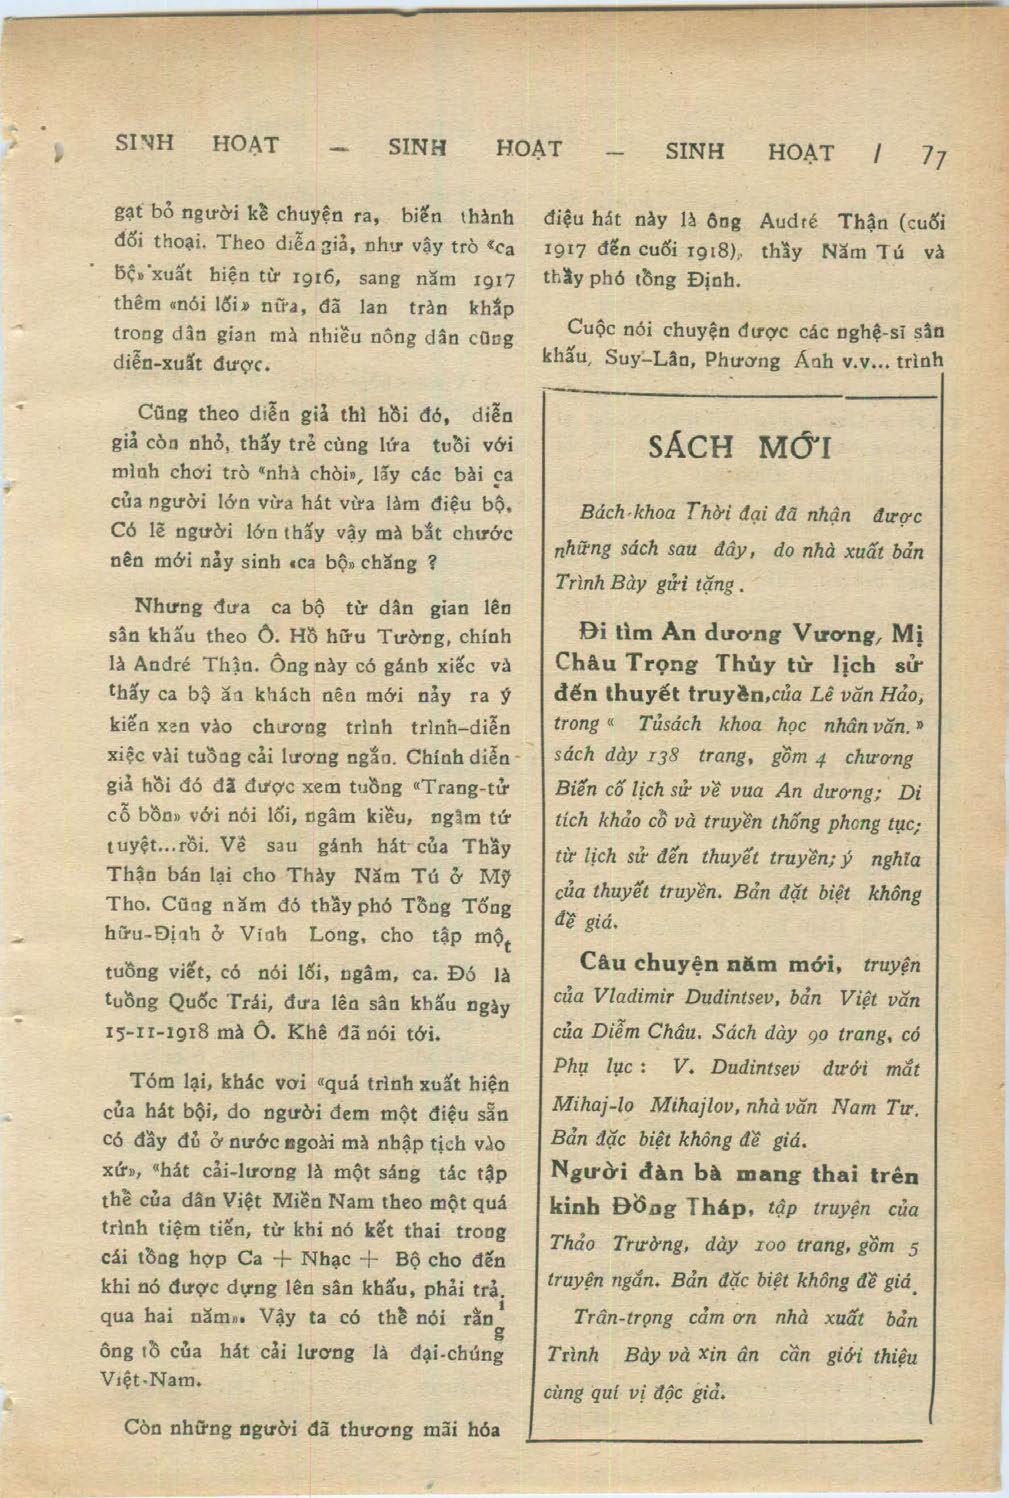 SINH HOẠT — SINH HOẠT — SINH HOẠT / 77
gạt bỏ người kể chuyện ra, biến thành
đối thoại. Theo diễn giả, như vậy trò «ca
bộ» xuất hiện từ 1916, sang năm 1917
thêm «nói lối» nữa, đã lan tràn khắp
trong dân gian mà nhiều nông dân cũng
diễn-xuất được.
Cũng theo diễn giả thì hồi đó, diễn
giả còn nhỏ, thấy trẻ cùng lứa tuổi với
mình chơi trò «nhà chòi», lấy các bài ca
của người lớn vừa hát vừa làm điệu bộ.
Có lẽ người lớn thấy vậy mà bắt chước
nên mới nảy sinh «ca bộ» chăng ?
Nhưng đưa ca bộ từ dân gian lên
sân khấu theo Ô. Hồ hữu Tường, chính
là André Thận. Ông này có gánh xiếc và
thấy ca bộ ăn khách nên mới nảy ra ý
kiến xen vào chương trình trình-diễn
xiệc vài tuồng cải lương ngắn. Chính diễn
giả hồi đó đã được xem tuồng «Trang-tử
cổ bồn» với nói lối, ngâm kiều, ngâm tứ
tuyệt...rồi. Về sau gánh hát của Thầy
Thận bán lại cho Thày Năm Tú ở Mỹ
Tho. Cũng năm đó thầy phó Tổng Tống
hữu-Định ở Vĩnh Long, cho tập một
tuồng viết, có nói lối, ngâm, ca. Đó là
tuồng Quốc Trái, đưa lên sân khấu ngày
15-11-1918 mà Ô. Khê đã nói tới.
Tóm lại, khác vơi «quá trình xuất hiện
của hát bội, do người đem một điệu sẵn
có đầy đủ ở nước ngoài mà nhập tịch vào
xứ», «hát cải-lương là một sáng tác tập
thể của dân Việt Miền Nam theo một quá
trình tiệm tiến, từ khi nó kết thai trong
cái tổng hợp Ca + Nhạc + Bộ cho đến
khi nó được dựng lên sân khấu, phải trải
qua hai năm». Vậy ta có thể nói rằng
ông tổ của hát cải lương là đại-chúng
Việt-Nam.
Còn những người đã thương mãi hóa
điệu hát này là ông Audré Thận (cuối
1917 đến cuối 1918), thầy Năm Tú và
thầy phó tổng Định.
Cuộc nói chuyện được các nghệ-sĩ sân
khấu, Suy-Lân, Phương Ánh v.v... trình
SÁCH MỚI
Bách-khoa Thời đại đã nhận được
những sách sau đây, do nhà xuất bản
Trình Bày gửi tặng.
Đi tìm An dương Vương, Mị
Châu Trọng Thủy từ lịch sử
đến thuyết truyền, của Lê văn Hảo,
trong « Tủsách khoa học nhân văn. »
sách dày 138 trang, gồm 4 chương
Biến cố lịch sử về vua An dương; Di
tích khảo cổ và truyền thống phong tục;
từ lịch sử đến thuyết truyền; ý nghĩa
của thuyết truyền. Bản đặt biệt không
đề giá.
Câu chuyện năm mới, truyện
của Vladimir Dudintsev, bản Việt văn
của Diễm Châu. Sách dày 90 trang, có
Phụ lục : V. Dudintsev dưới mắt
Mihaj-lo Mihajlov, nhà văn Nam Tư.
Bản đặc biệt không đề giá.
Người đàn bà mang thai trên
kinh Đồng Tháp, tập truyện của
Thảo Trường, dày 100 trang, gồm 5
truyện ngắn. Bản đặc biệt không đề giá.
Trân-trọng cảm ơn nhà xuất bản
Trình Bày và xin ân cần giới thiệu
cùng quí vị độc giả.